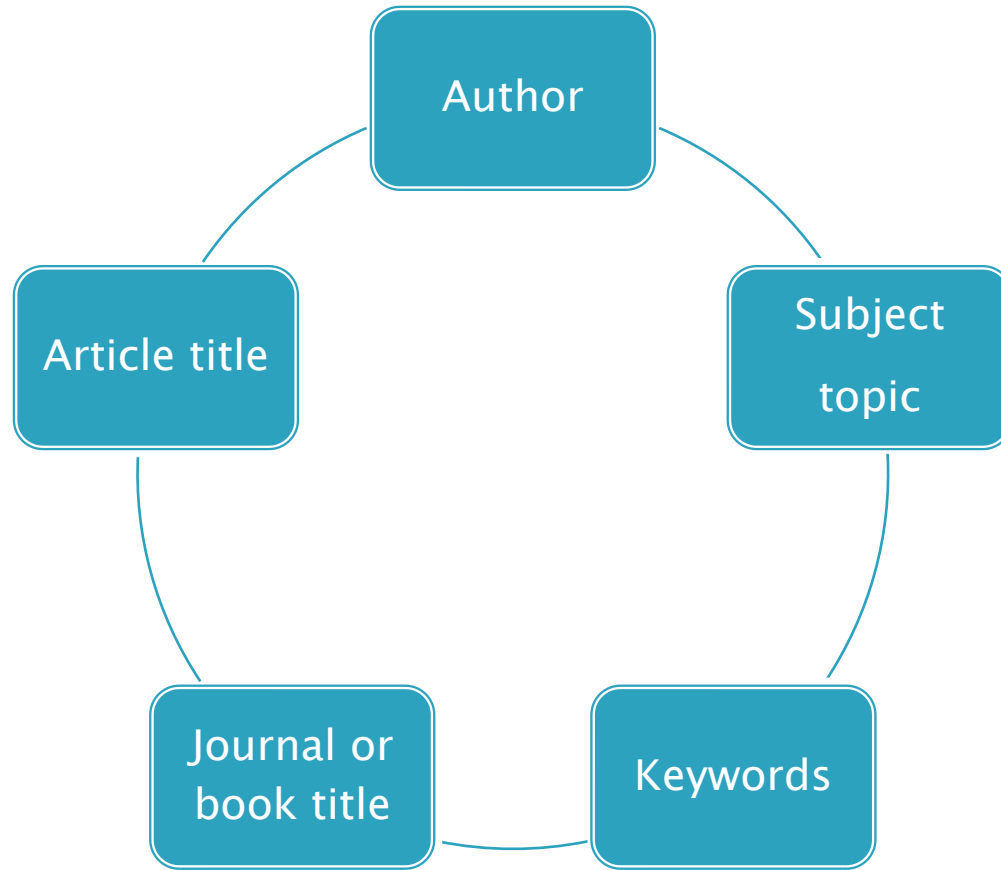 Author
Subject
topic
Keywords
Journal or
book title
Article title